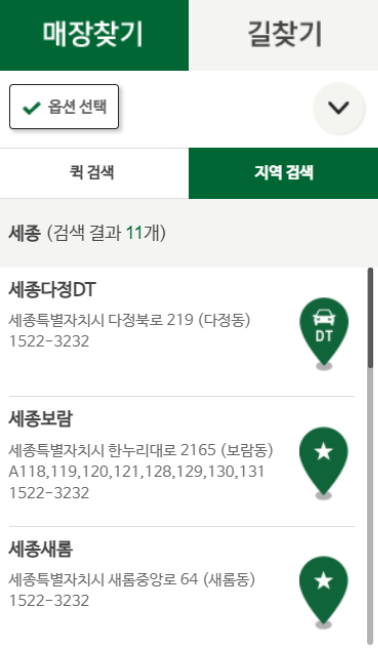 매장찾기 길찾기
옵션 선택
퀵 검색 지역 검색
세종 (검색 결과 11개)
세종다정DT
세종특별자치시 다정북로 219 (다정동)
1522-3232
DT
세종보람
세종특별자치시 한누리대로 2165 (보람동)
A118,119,120,121,128,129,130,131
1522-3232
세종새롬
세종특별자치시 새롬중앙로 64 (새롬동)
1522-3232